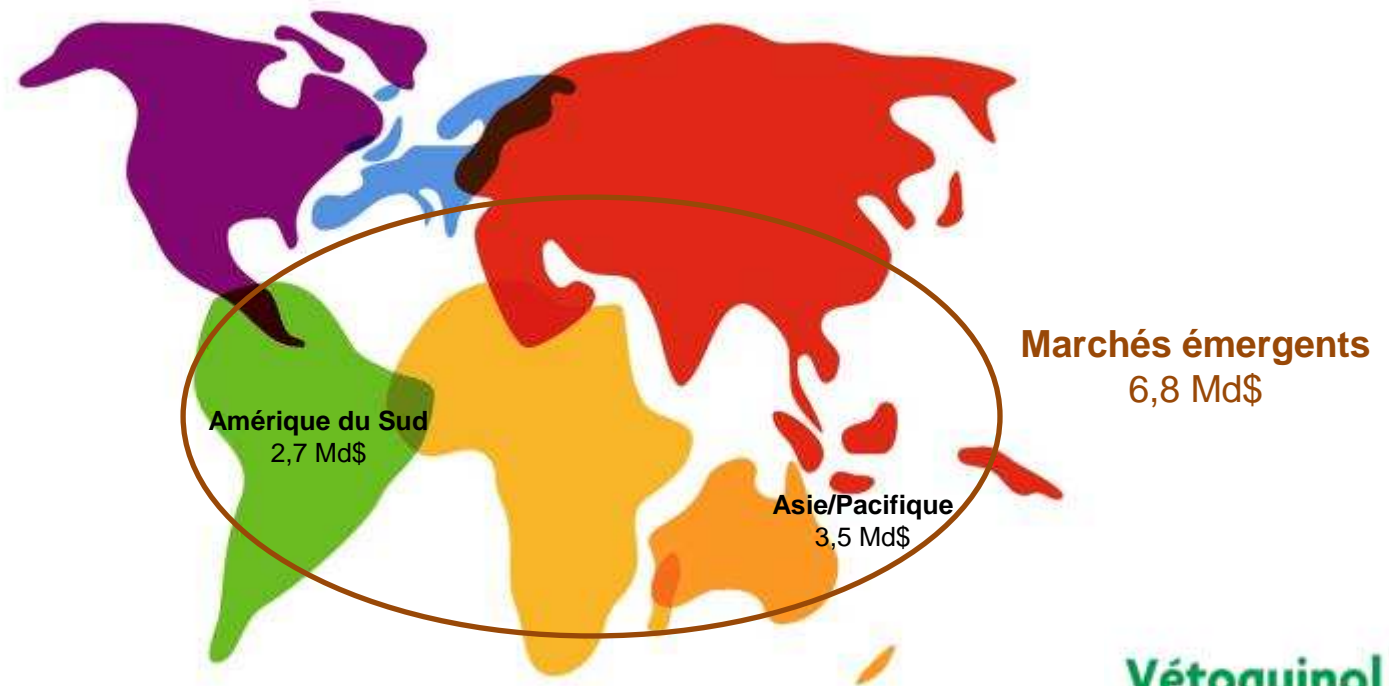 Marchés émergents
6,8 Md$
Amérique du Sud
2,7 Md$
Asie/Pacifique
3,5 Md$
Vétoquinol